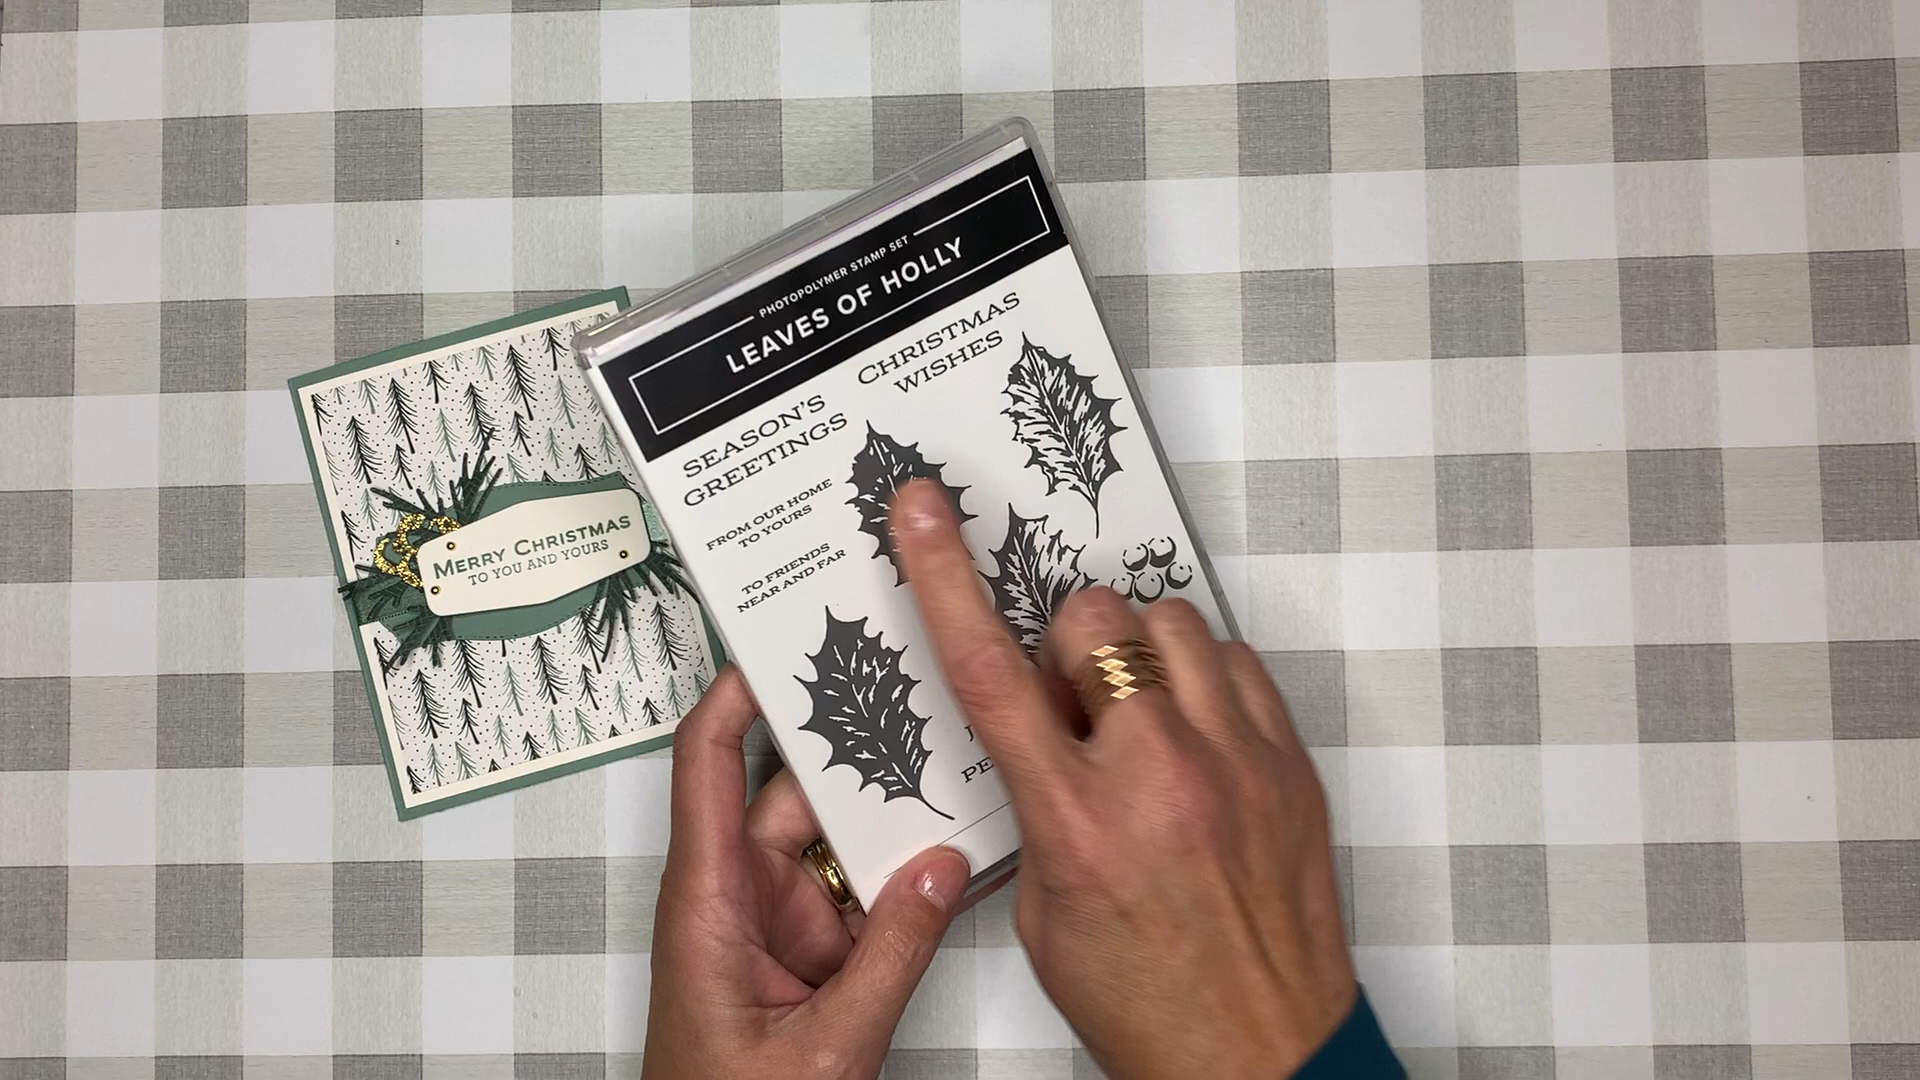 PHOTOPOLYMER STAMP SET
LEAVES OF HOLLY
CHRISTMAS
WISHES
SEASON'S
GREETINGS
FROM OUR HOME
TO YOURS
TO FRIENDS
NEAR AND FAR
MERRY CHRISTMAS
TO YOU AND YOURS